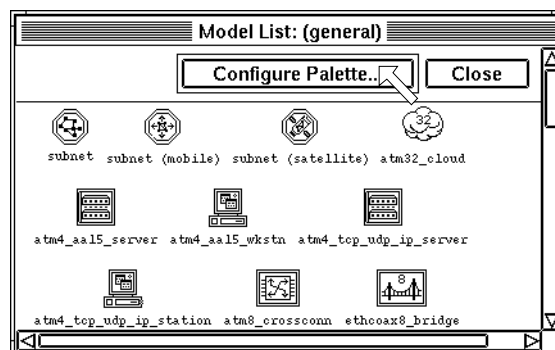 Model List: (general)
Configure Palette... Close
32
subnet subnet (mobile) subnet (satellite) atm32_cloud
atm4_aal5_server atm4_aal5_wkstn atm4_tcp_udp_ip_server
8
atm4_tcp_udp_ip_station atm8_crossconn ethcoax8_bridge